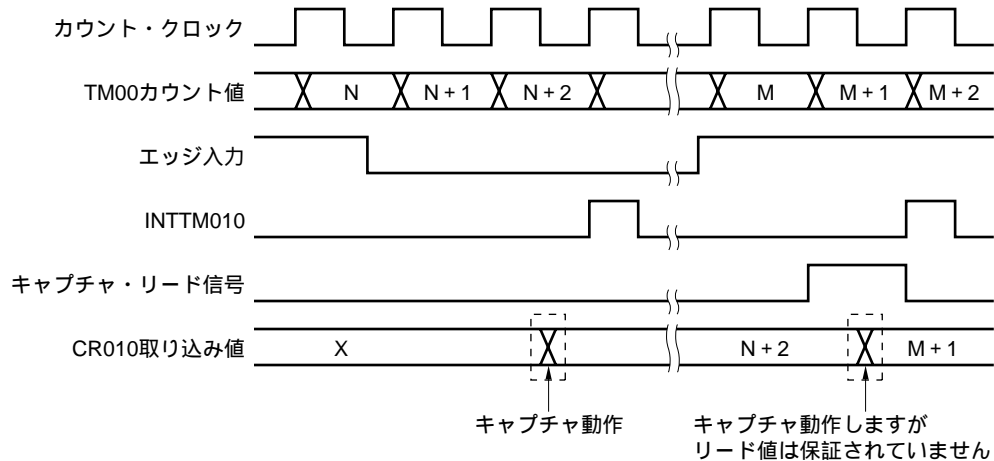 カウント・クロック
TM00カウント値
N
N + 1
N + 2
M
M + 1
M + 2
エッジ入力
INTTM010
キャプチャ・リード信号
CR010取り込み値
X
N + 2
M + 1
キャプチャ動作
キャプチャ動作しますが
リード値は保証されていません